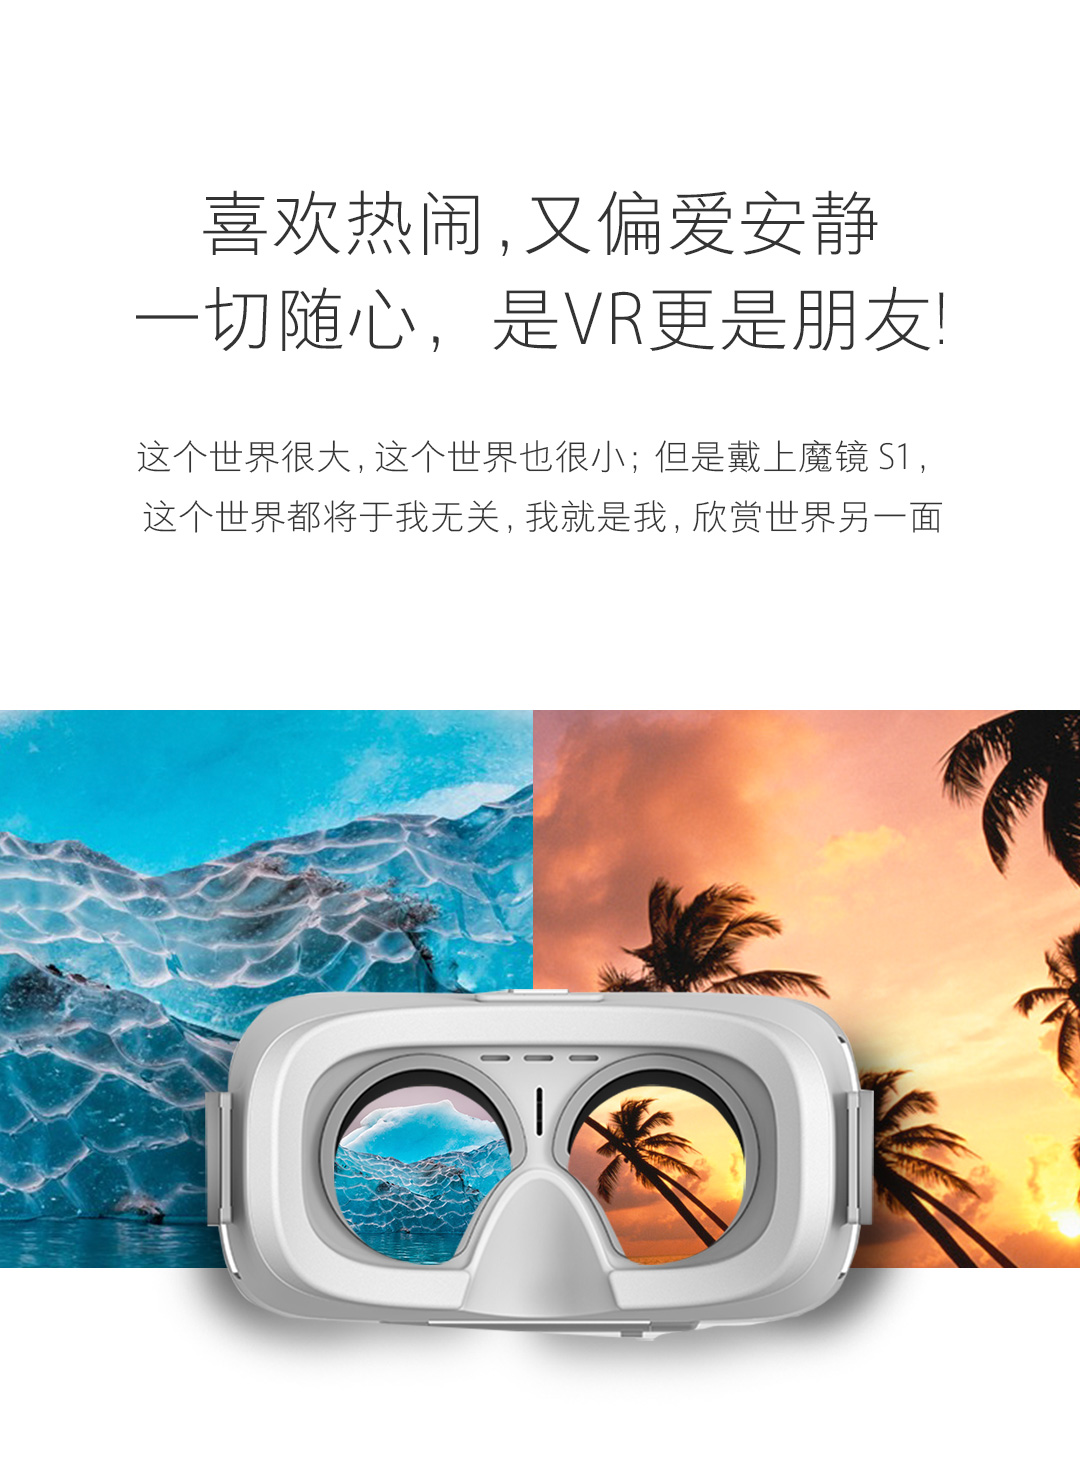 喜欢热闹,又偏爱安静
一切随心，是VR更是朋友!
这个世界很大,这个世界也很小；但是戴上魔镜 S1，
这个世界都将于我无关,我就是我,欣赏世界另一面